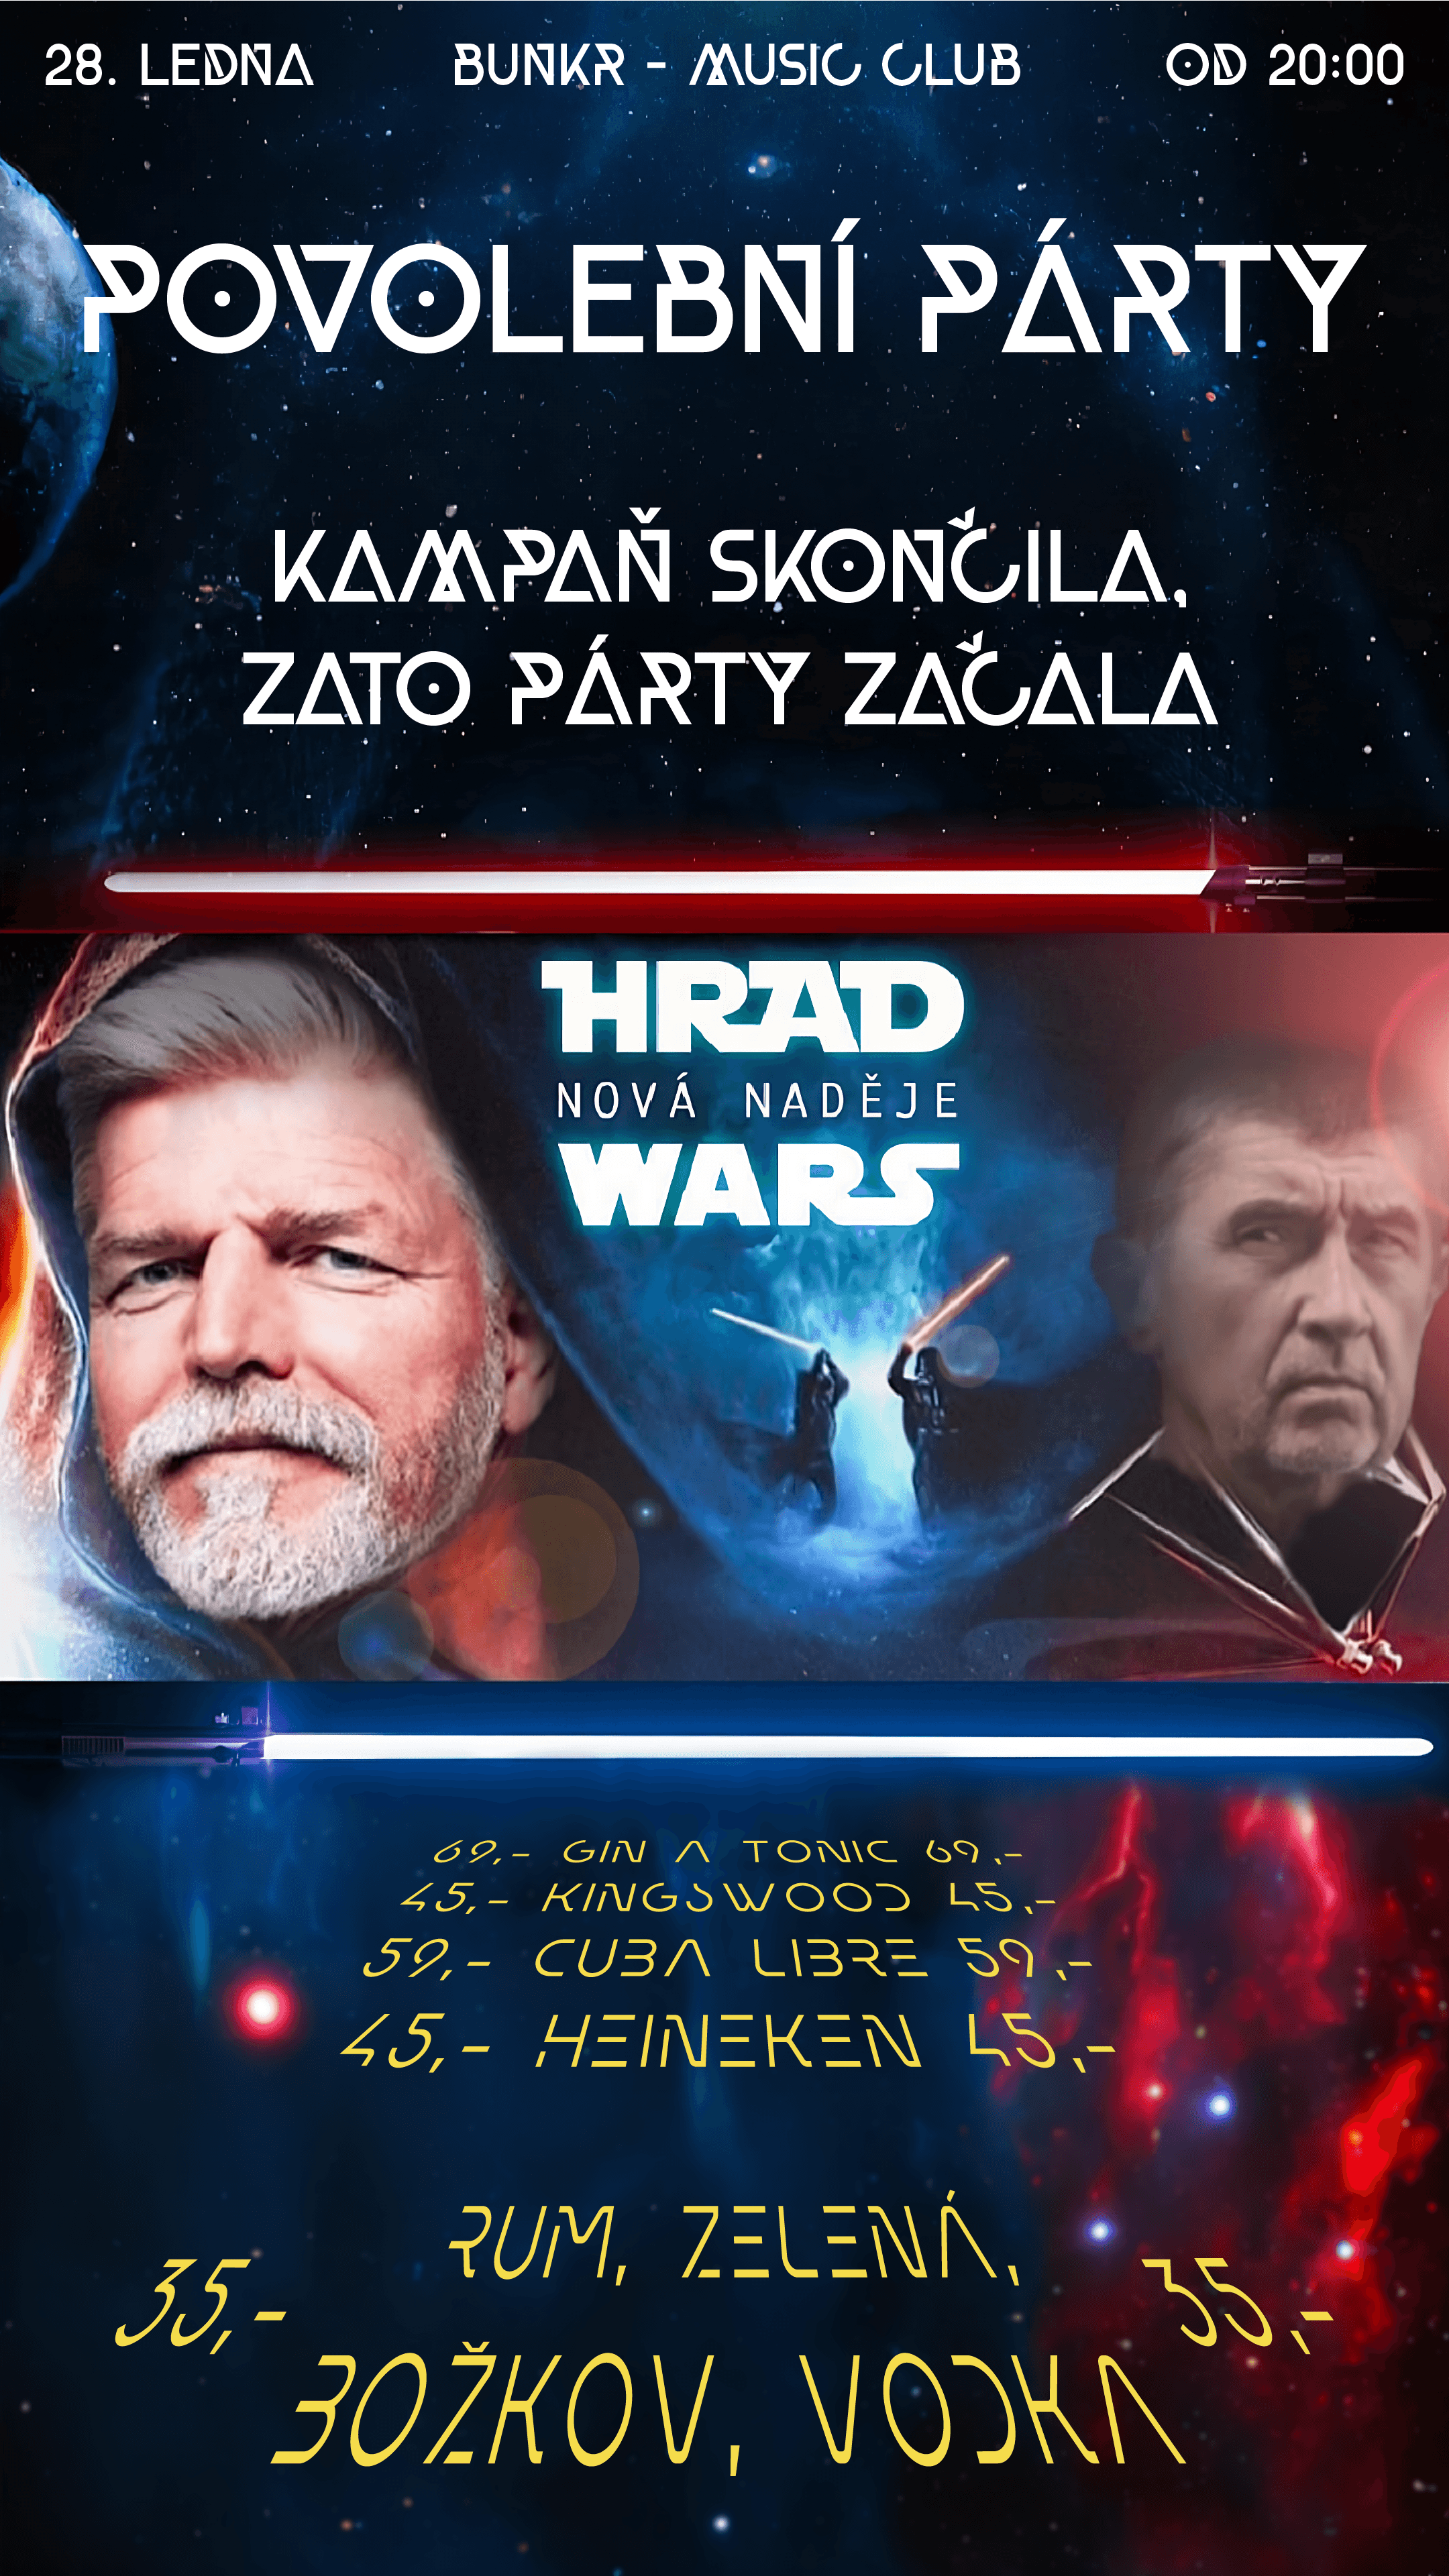 28. LEDNA BUNKR - MUSIC CLUB OD 20:00
POVOLEBNÍ PÁRTY
KAMPAŇ SKONČILA,
ZATO PÁRTY ZAČALA
HRAD
NOVÁ NADĚJE
WARS
69,- GIN A TONIC 69,-
45,- KINGSWOOD 45,-
59,- CUBA LIBRE 59,-
45,- HEINEKEN 45,-
RUM, ZELENÁ,
35,- 35,-
BOŽKOV, VODKA